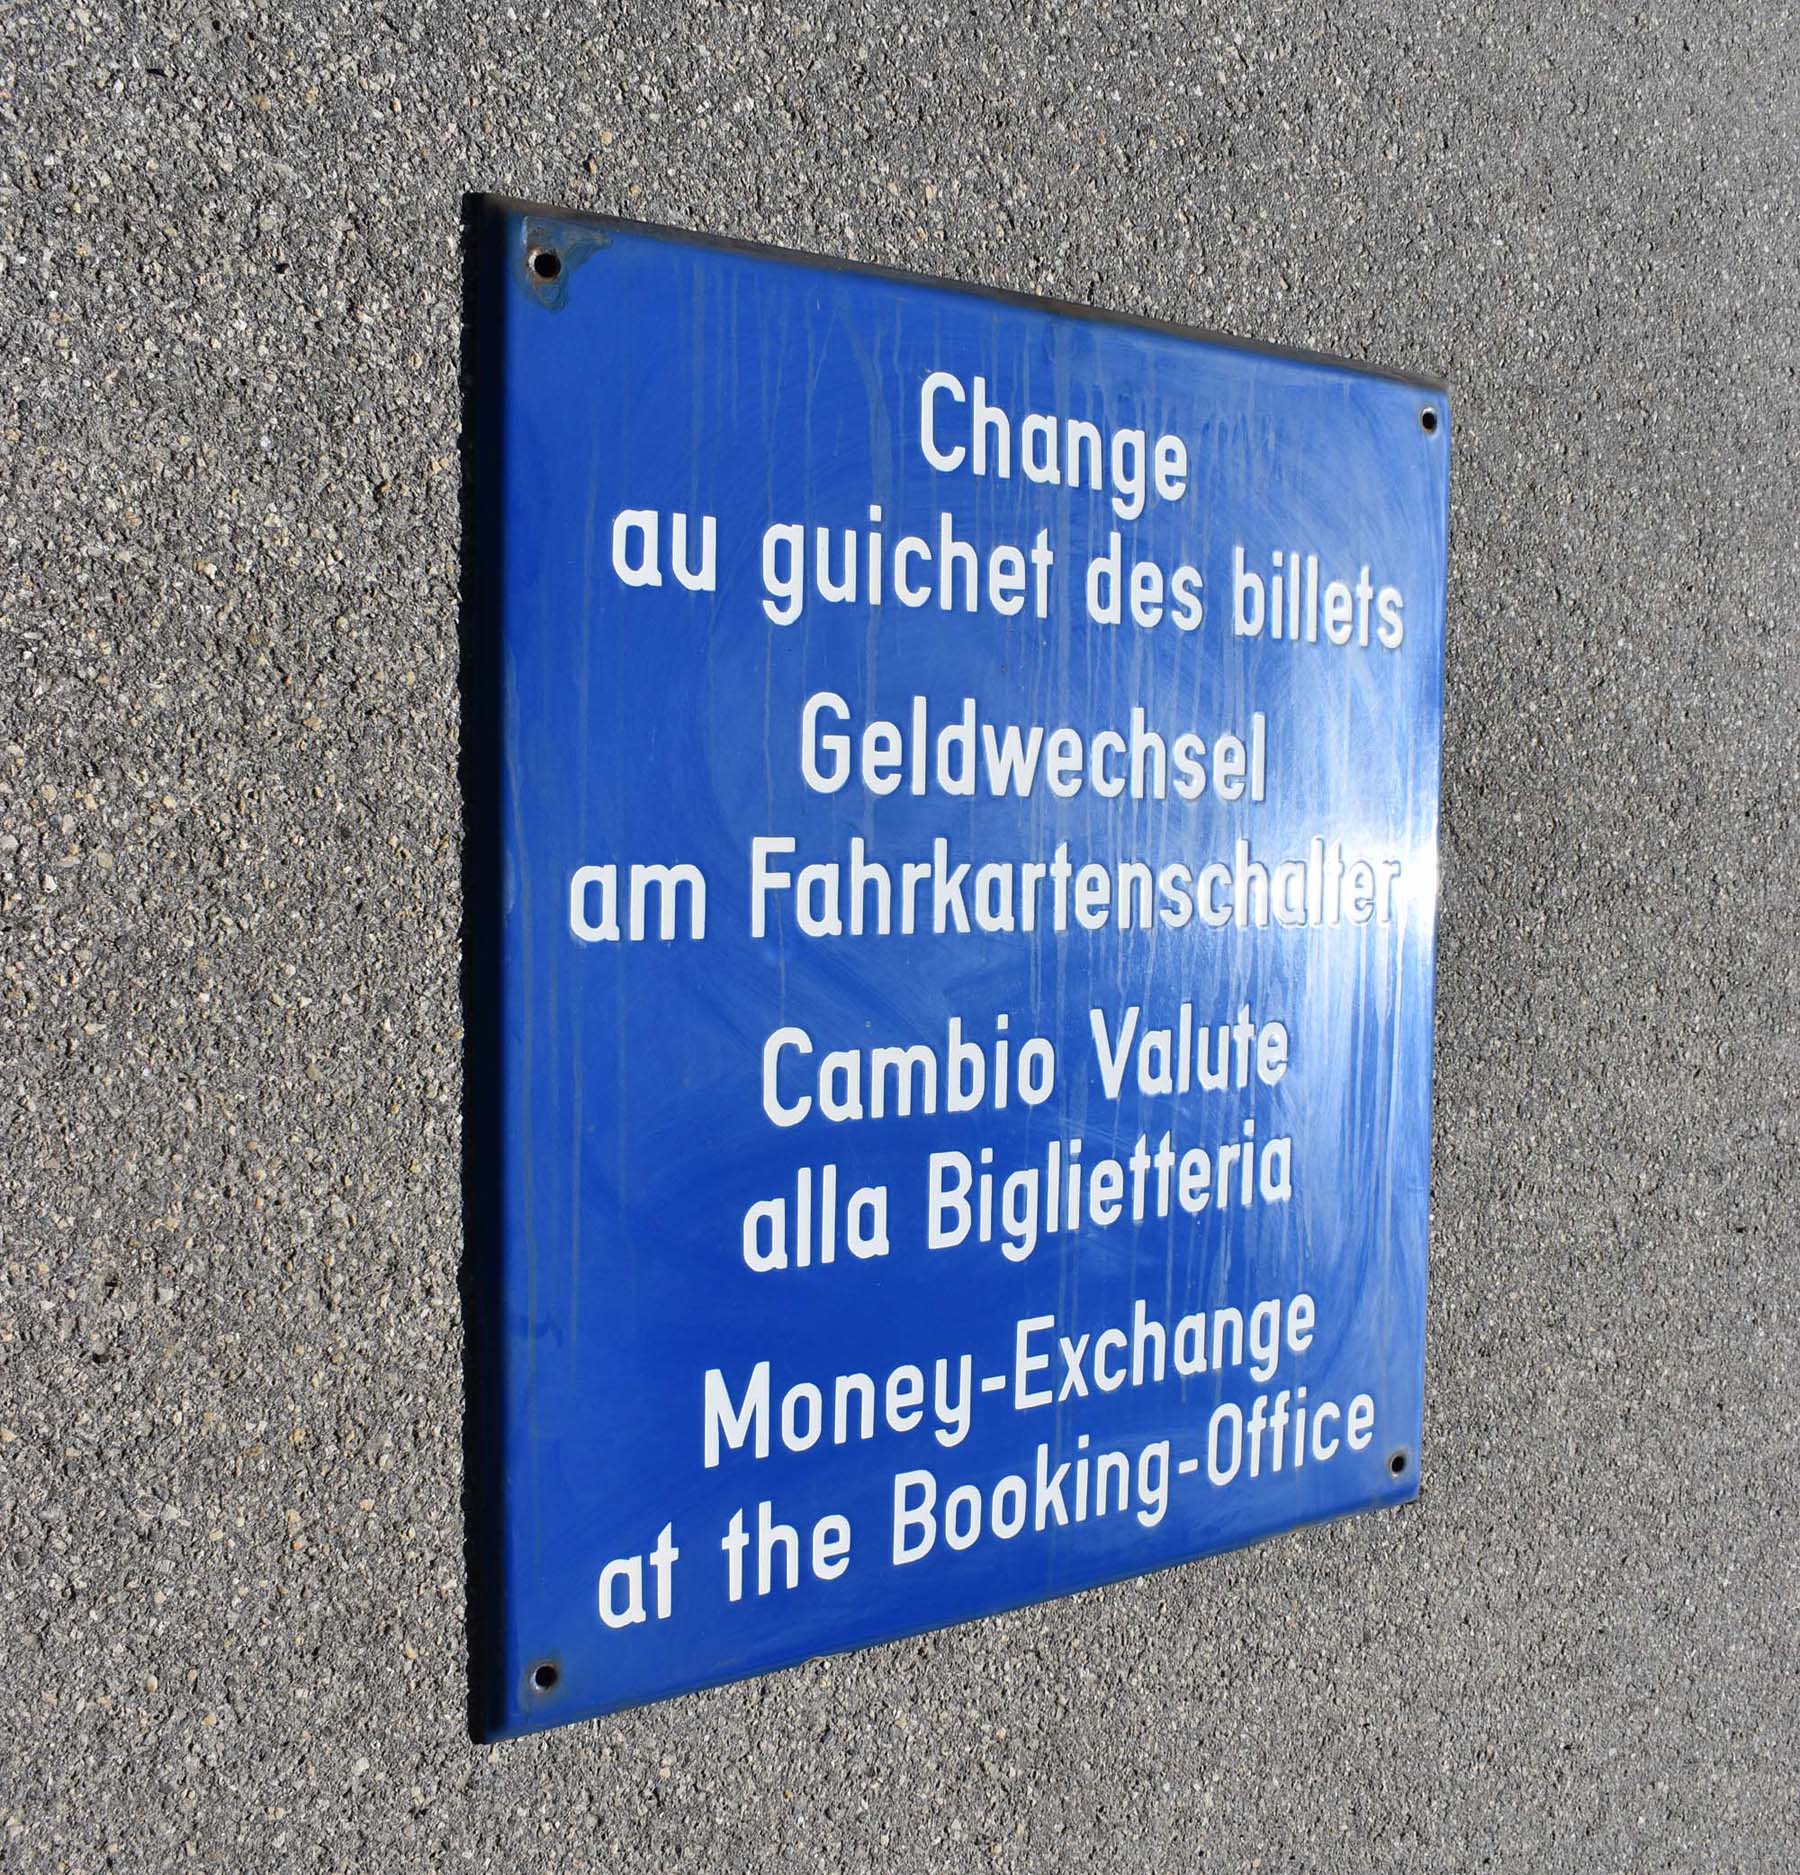 Change
au guichet des billets
Geldwechsel
am Fahrkartenschalter
Cambio Valute
alla Biglietteria
Money-Exchange
at the Booking-Office